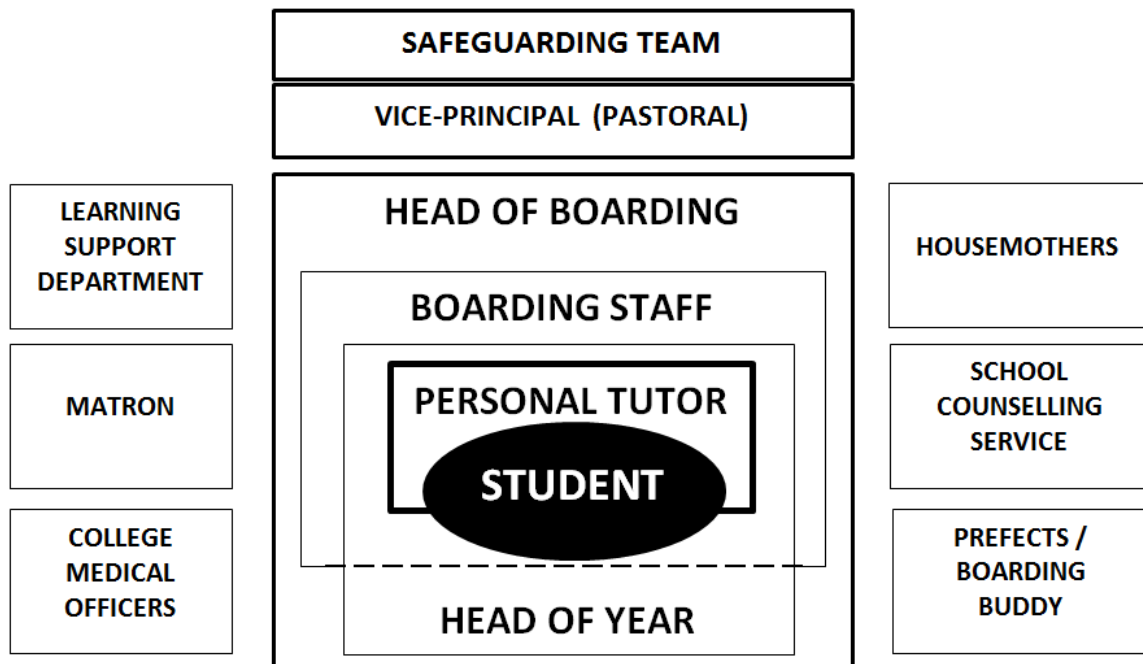 SAFEGUARDING TEAM
VICE-PRINCIPAL (PASTORAL)
LEARNING
SUPPORT
DEPARTMENT
MATRON
COLLEGE
MEDICAL
OFFICERS
HEAD OF BOARDING
BOARDING STAFF
PERSONAL TUTOR
STUDENT
HEAD OF YEAR
HOUSEMOTHERS
SCHOOL
COUNSELLING
SERVICE
PREFECTS /
BOARDING
BUDDY